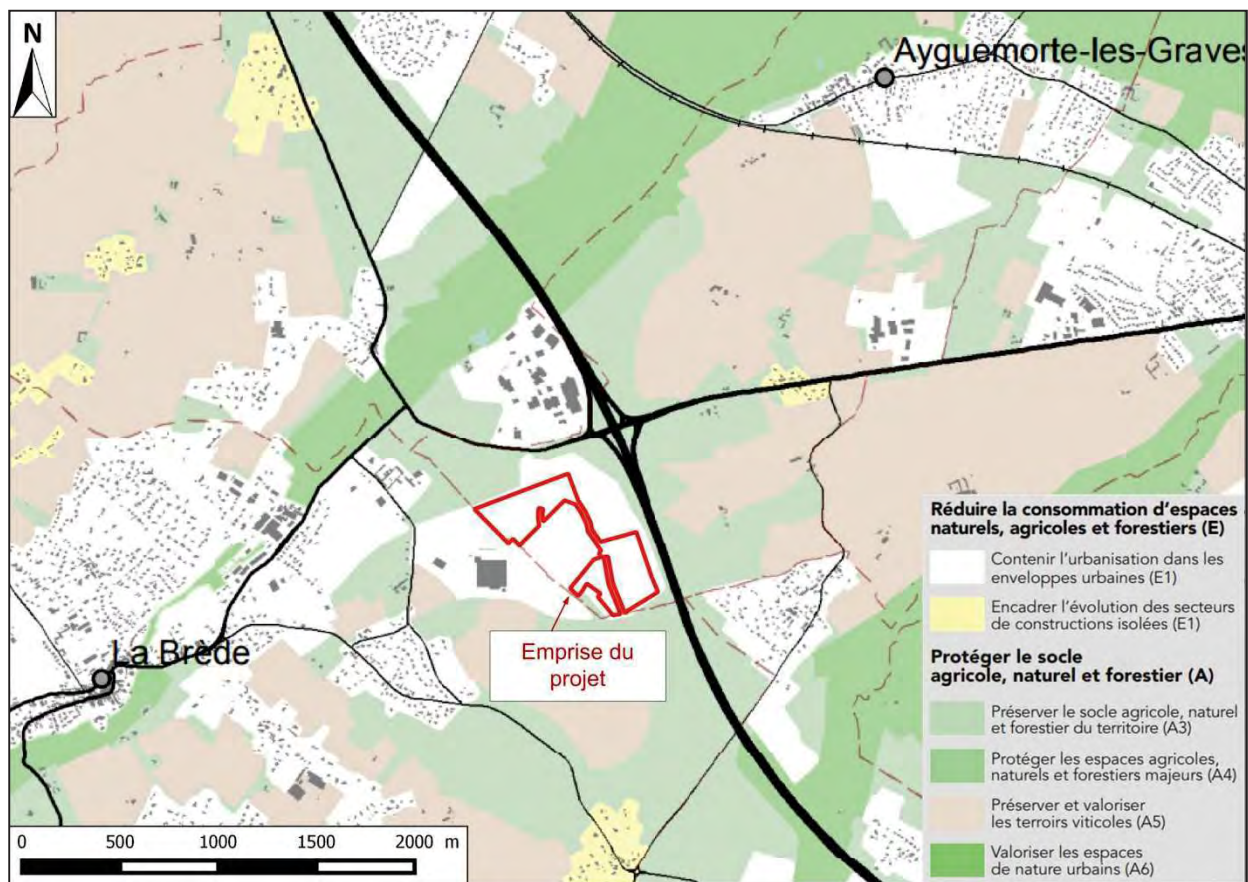 N
Ayguemorte-les-Graves
La Brède
Emprise du
projet
0 500 1000 1500 2000 m
Réduire la consommation d'espaces
naturels, agricoles et forestiers (E)
Contenir l'urbanisation dans les
enveloppes urbaines (E1)
Encadrer l'évolution des secteurs
de constructions isolées (E1)
Protéger le socle
agricole, naturel et forestier (A)
Préserver le socle agricole, naturel
et forestier du territoire (A3)
Protéger les espaces agricoles,
naturels et forestiers majeurs (A4)
Préserver et valoriser
les terroirs viticoles (A5)
Valoriser les espaces
de nature urbains (A6)